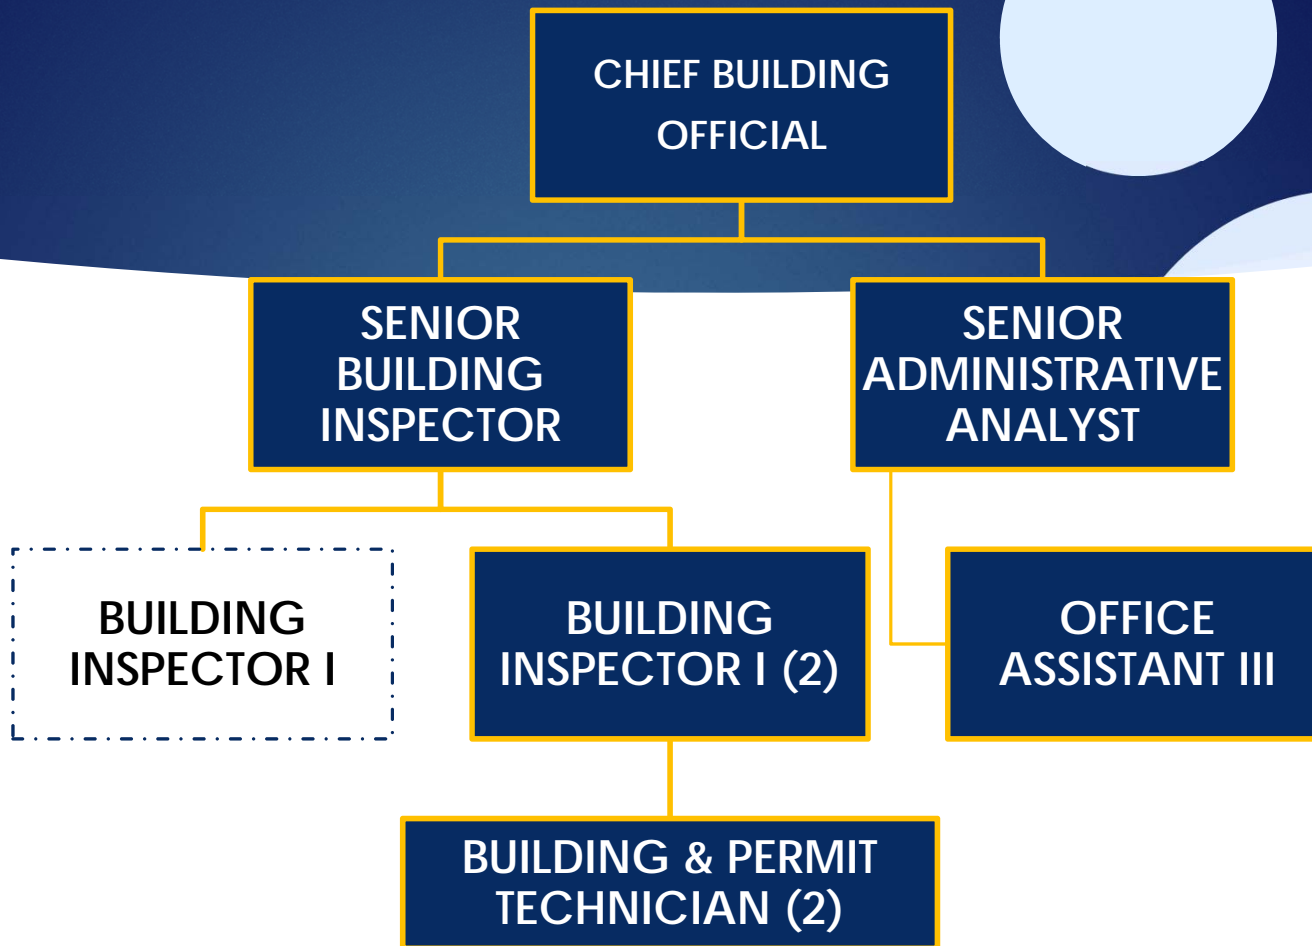 CHIEF BUILDING
OFFICIAL
SENIOR
BUILDING
INSPECTOR
SENIOR
ADMINISTRATIVE
ANALYST
BUILDING
INSPECTOR I
BUILDING
INSPECTOR I (2)
OFFICE
ASSISTANT III
BUILDING & PERMIT
TECHNICIAN (2)